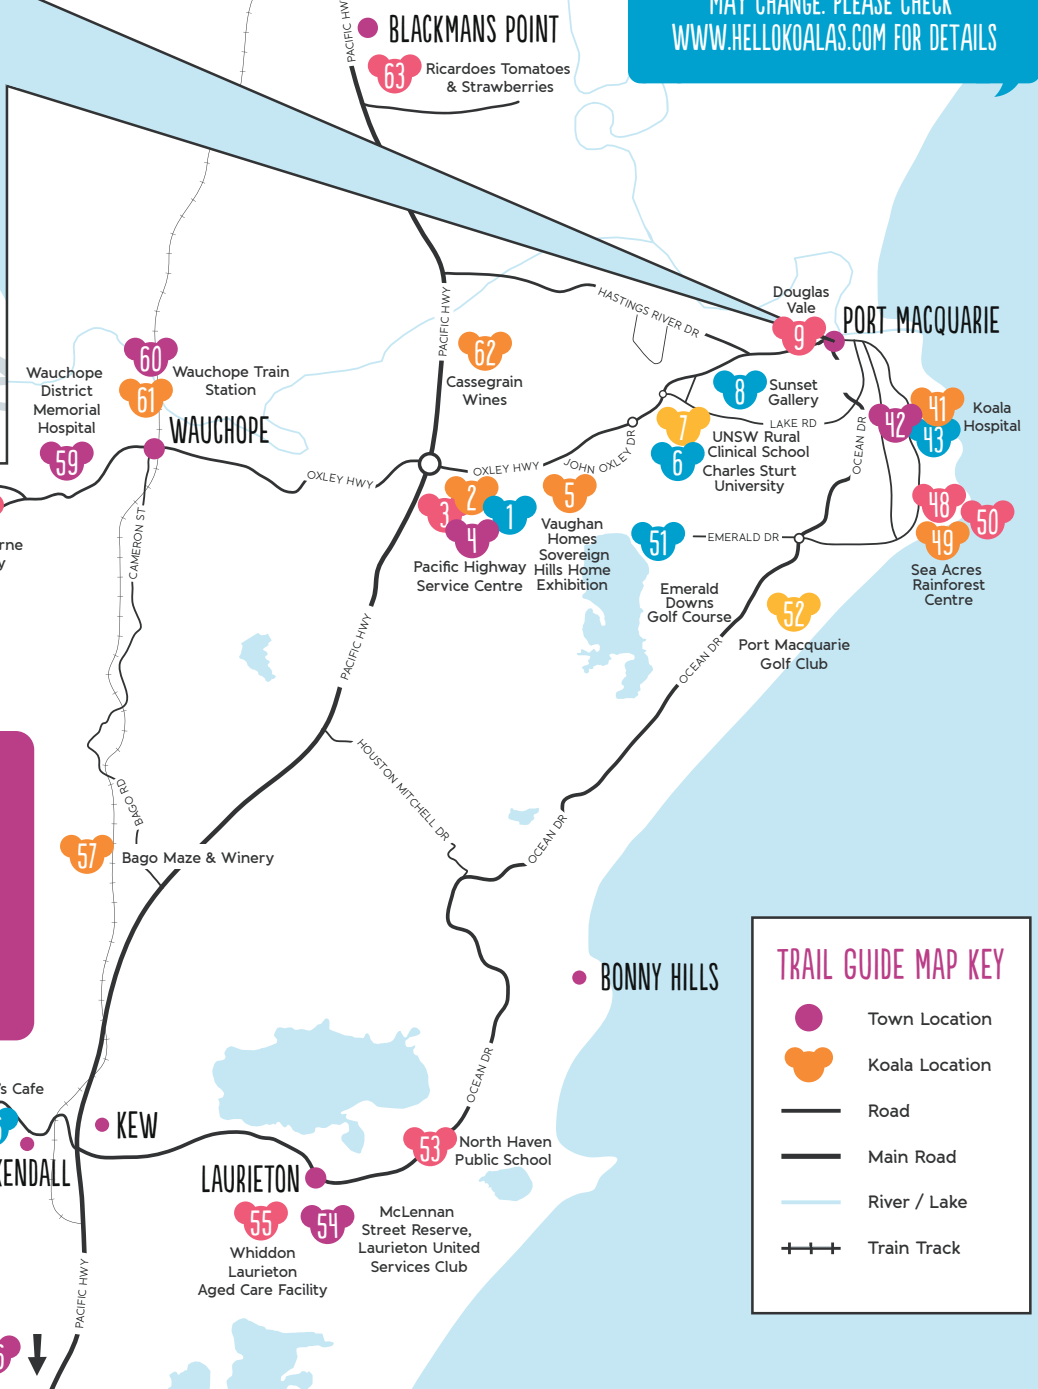 MAY CHANGE. PLEASE CHECK
WWW.HELLOKOALAS.COM FOR DETAILS
PACIFIC HWY
BLACKMANS POINT
63
Ricardoes Tomatoes
& Strawberries
HASTINGS RIVER DR
PACIFIC HWY
Douglas
Vale
9
PORT MACQUARIE
60
Wauchope Train
Station
61
Wauchope
District
Memorial
Hospital
59
WAUCHOPE
62
Cassegrain
Wines
8
Sunset
Gallery
LAKE RD
7
UNSW Rural
Clinical School
6
Charles Sturt
University
42
41
43
Koala
Hospital
OCEAN DR
OXLEY HWY
OXLEY HWY
JOHN OXLEY DR
3
2
1
4
Pacific Highway
Service Centre
5
Vaughan
Homes
Sovereign
Hills Home
Exhibition
51
EMERALD DR
Emerald
Downs
Golf Course
48
50
49
Sea Acres
Rainforest
Centre
52
Port Macquarie
Golf Club
OCEAN DR
CAMERON ST
PACIFIC HWY
HOUSTON MITCHELL DR
OCEAN DR
BAGO RD
57
Bago Maze & Winery
BONNY HILLS
OCEAN DR
's Cafe
KEW
KENDALL
LAURIETON
53
North Haven
Public School
55
Whiddon
Laurieton
Aged Care Facility
54
McLennan
Street Reserve,
Laurieton United
Services Club
PACIFIC HWY
TRAIL GUIDE MAP KEY
Town Location
Koala Location
Road
Main Road
River / Lake
Train Track